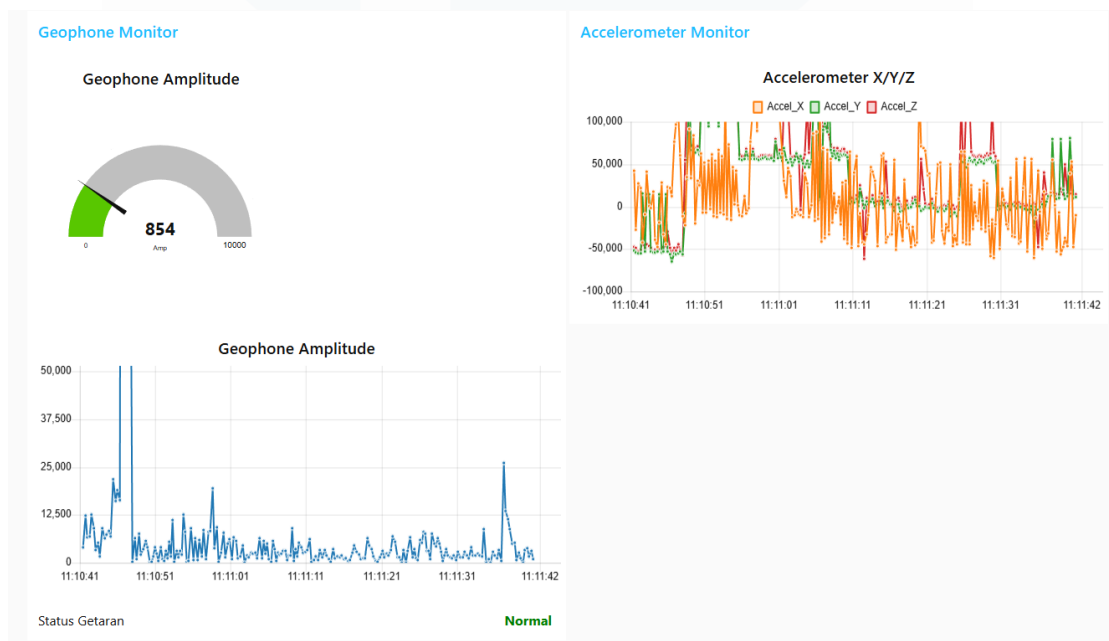 Geophone Monitor
Geophone Amplitude
854
Amp
0
10000
Geophone Amplitude
50,000
37,500
25,000
12,500
0
11:10:41 11:10:51 11:11:01 11:11:11 11:11:21 11:11:31 11:11:42
Status Getaran Normal
Accelerometer Monitor
Accelerometer X/Y/Z
Accel_X Accel_Y Accel_Z
100,000
50,000
0
-50,000
-100,000
11:10:41 11:10:51 11:11:01 11:11:11 11:11:21 11:11:31 11:11:42